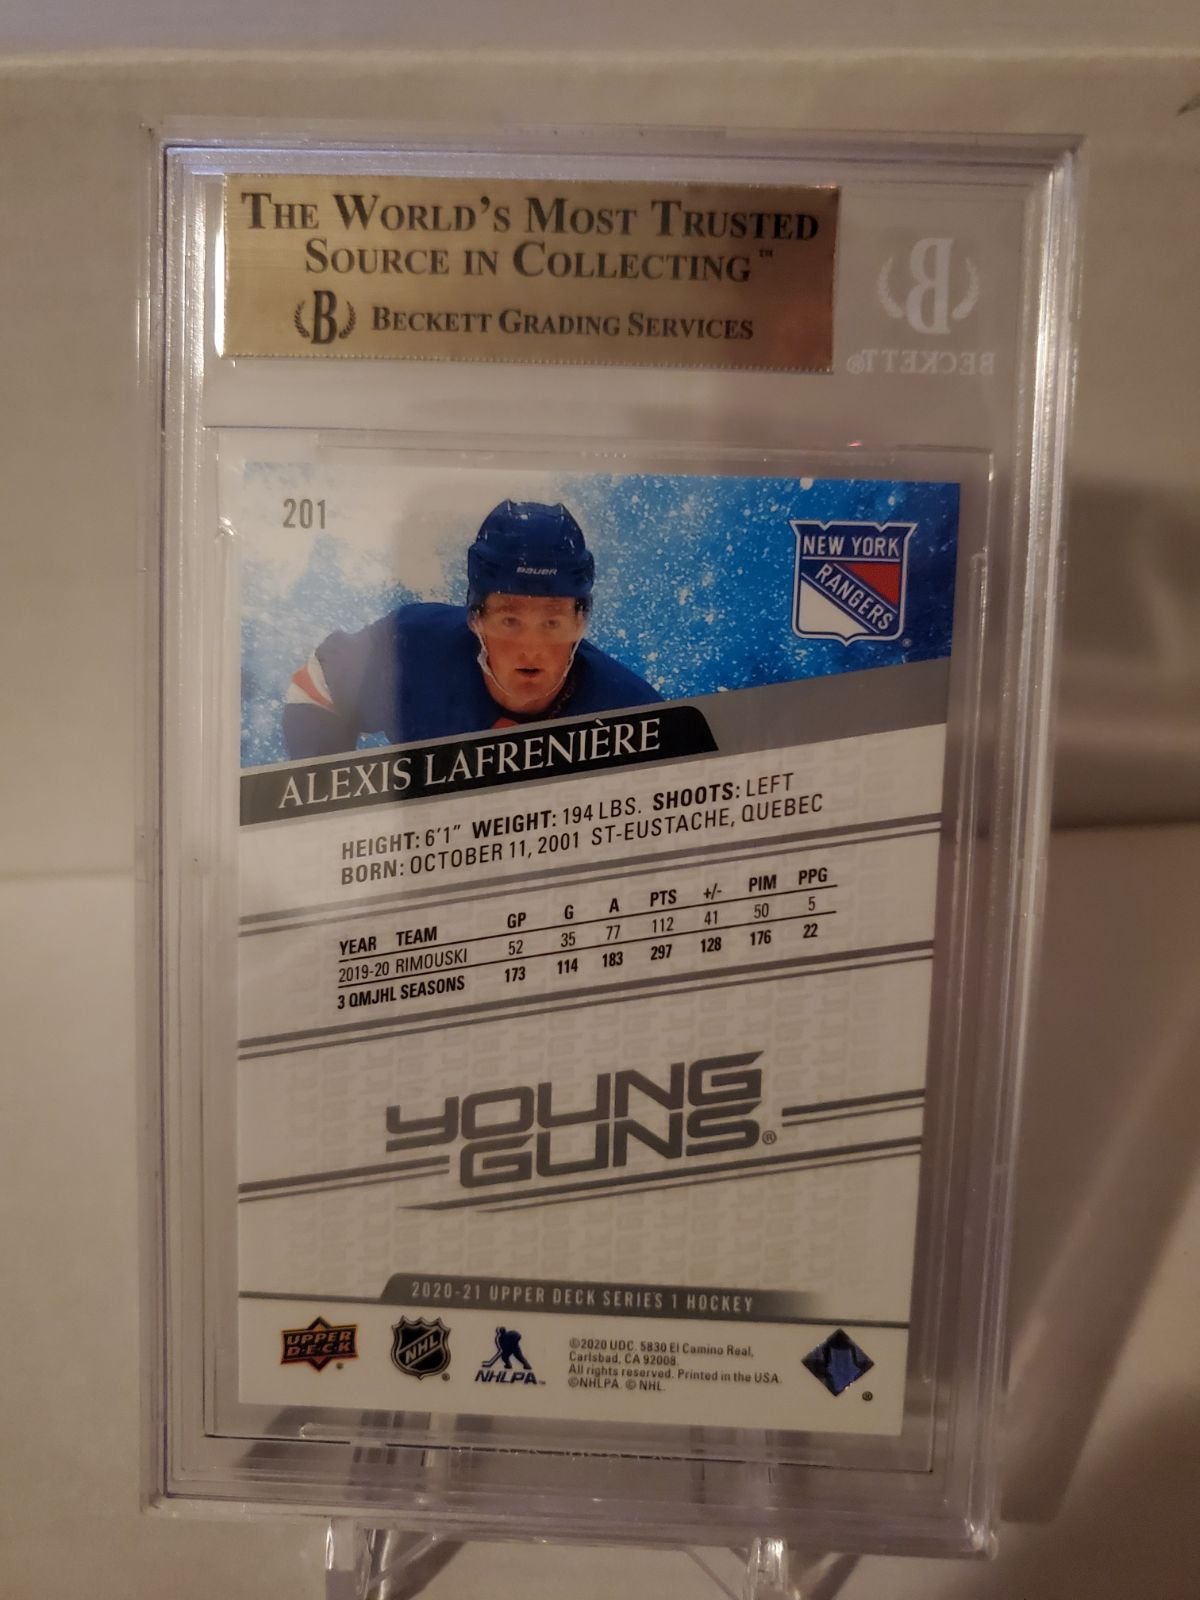 THE WORLD'S MOST TRUSTED
SOURCE IN COLLECTING™
B BECKETT GRADING SERVICES
B
BECKETT®
201
BAUER
NEW YORK
RANGERS
®
ALEXIS LAFRENIÈRE
HEIGHT: 6'1" WEIGHT: 194 LBS. SHOOTS: LEFT
BORN: OCTOBER 11, 2001 ST-EUSTACHE, QUEBEC
YEAR TEAM GP G A PTS +/- PIM PPG
2019-20 RIMOUSKI 52 35 77 112 41 50 5
3 QMJHL SEASONS 173 114 183 297 128 176 22
YOUNG
GUNS®
2020-21 UPPER DECK SERIES 1 HOCKEY
UPPER
D·E·C·K®
NHL®
NHLPA™
©2020 UDC. 5830 El Camino Real,
Carlsbad, CA 92008.
All rights reserved. Printed in the USA.
©NHLPA. © NHL.
®